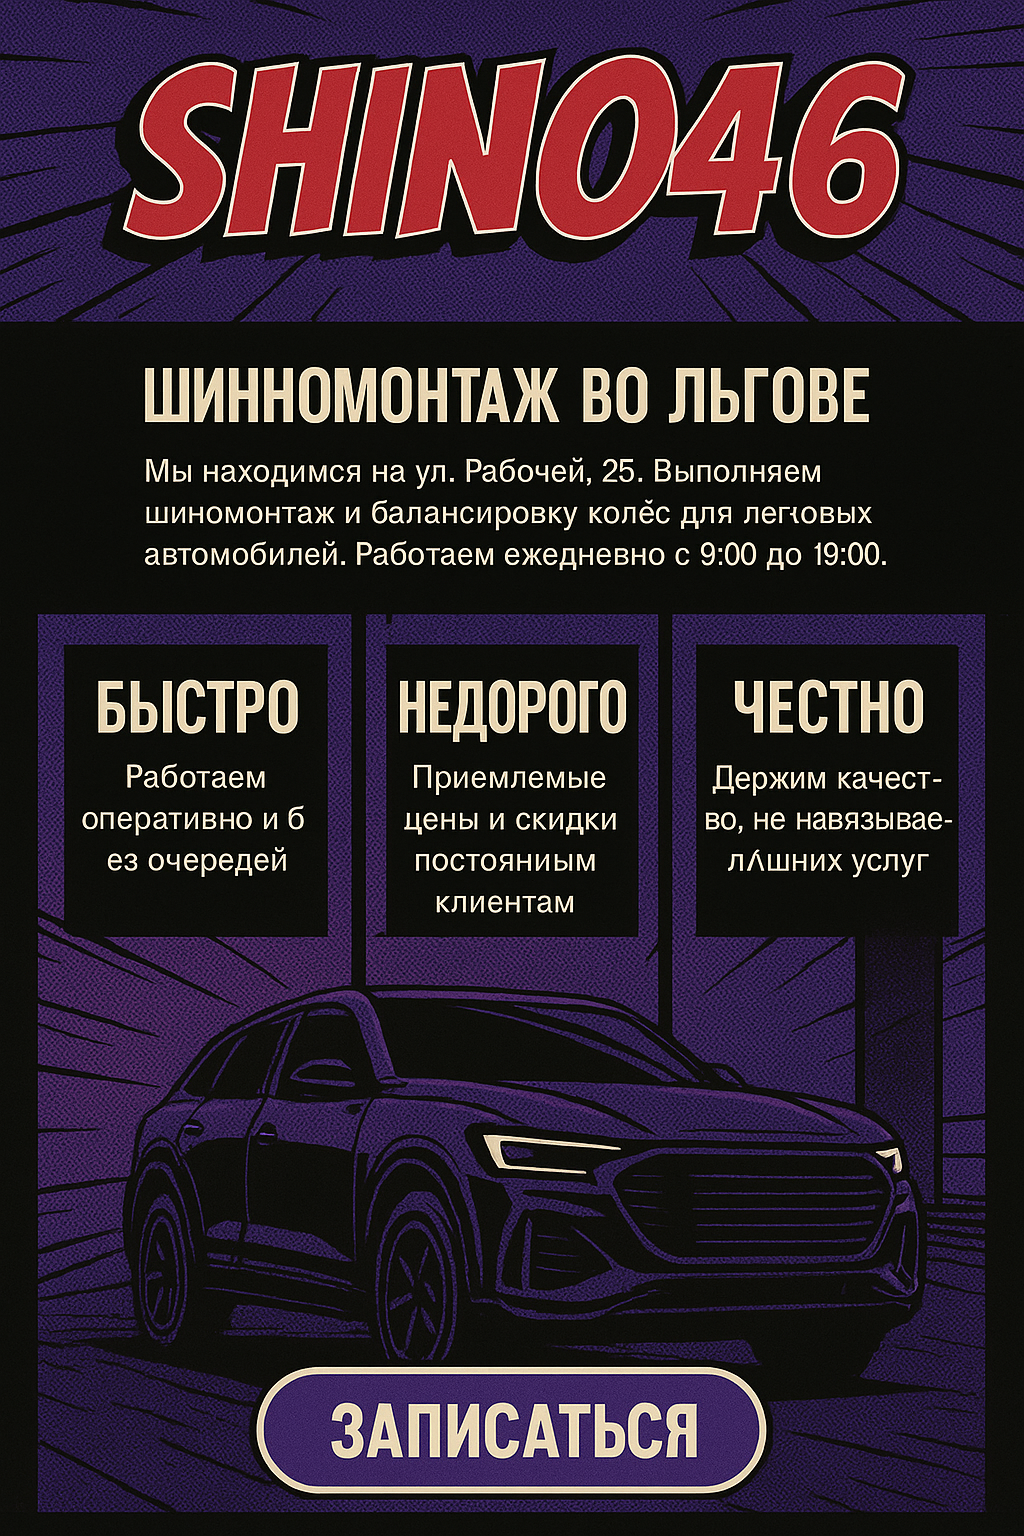 SHINO46
ШИННОМОНТАЖ ВО ЛЬГОВЕ
Мы находимся на ул. Рабочей, 25. Выполняем
шиномонтаж и балансировку колёс для легковых
автомобилей. Работаем ежедневно с 9:00 до 19:00.
БЫСТРО
Работаем
оперативно и б
ез очередей
НЕДОРОГО
Приемлемые
цены и скидки
постояниым
клиентам
ЧЕСТНО
Держим качест-
во, не навязывае-
лʌшних услуг
ЗАПИСАТЬСЯ